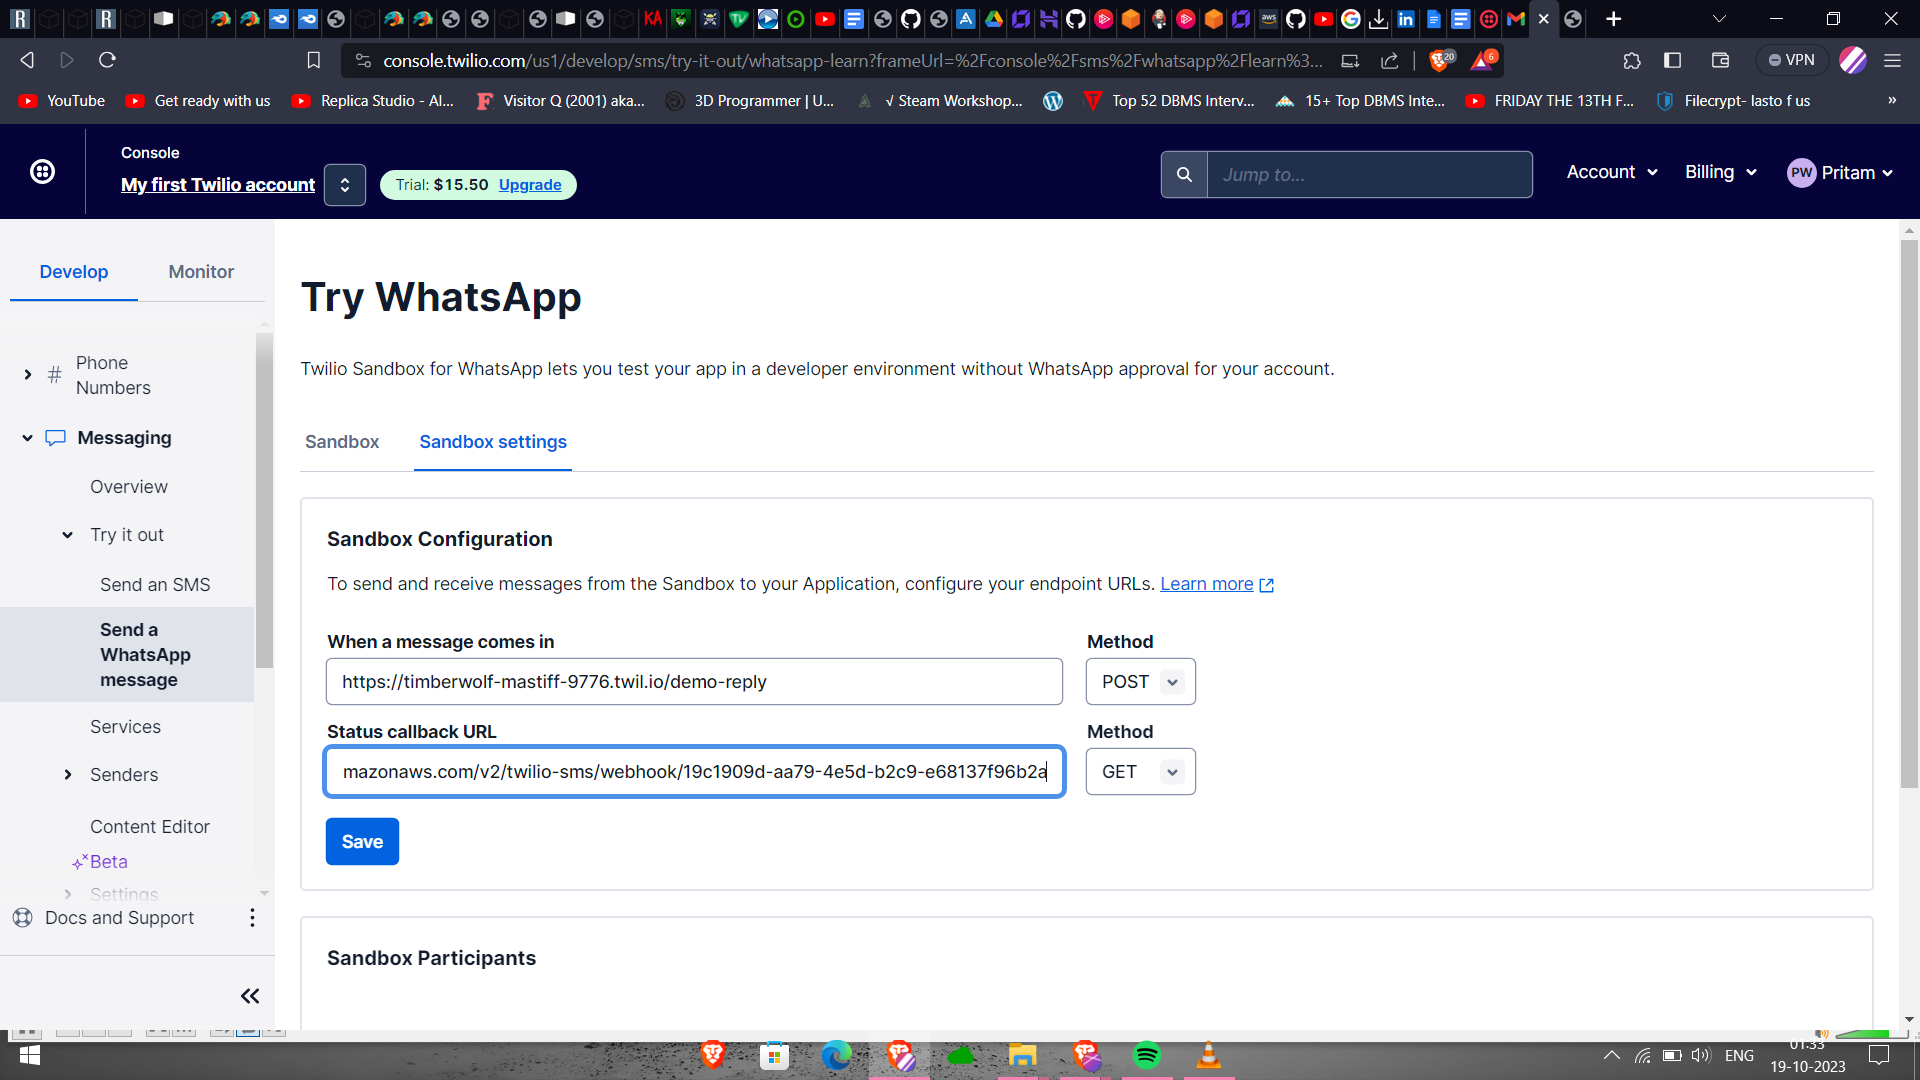 console.twilio.com/us1/develop/sms/try-it-out/whatsapp-learn?frameUrl=%2Fconsole%2Fsms%2Fwhatsapp%2Flearn%3...
20
6
VPN
YouTube
Get ready with us
Replica Studio - Al...
Visitor Q (2001) aka...
3D Programmer | U...
√ Steam Workshop...
Top 52 DBMS Interv...
15+ Top DBMS Inte...
FRIDAY THE 13TH F...
Filecrypt- lasto f us
»
Console
My first Twilio account
Trial: $15.50 Upgrade
Jump to...
Account
Billing
PW
Pritam
Develop
Monitor
Phone
Numbers
Messaging
Overview
Try it out
Send an SMS
Send a
WhatsApp
message
Services
Senders
Content Editor
Beta
Settings
Docs and Support
Try WhatsApp
Twilio Sandbox for WhatsApp lets you test your app in a developer environment without WhatsApp approval for your account.
Sandbox
Sandbox settings
Sandbox Configuration
To send and receive messages from the Sandbox to your Application, configure your endpoint URLs. Learn more
When a message comes in
Method
https://timberwolf-mastiff-9776.twil.io/demo-reply
POST
Status callback URL
Method
mazonaws.com/v2/twilio-sms/webhook/19c1909d-aa79-4e5d-b2c9-e68137f96b2a
GET
Save
Sandbox Participants
ENG
01:33
19-10-2023